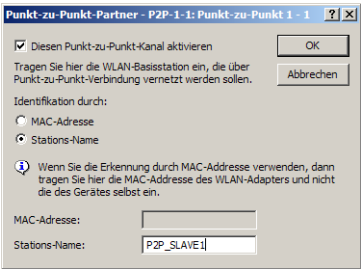 Punkt-zu-Punkt-Partner - P2P-1-1: Punkt-zu-Punkt 1 - 1
Diesen Punkt-zu-Punkt-Kanal aktivieren
OK
Tragen Sie hier die WLAN-Basisstation ein, die über
Punkt-zu-Punkt-Verbindung vernetzt werden sollen.
Abbrechen
Identifikation durch:
MAC-Adresse
Stations-Name
Wenn Sie die Erkennung durch MAC-Addresse verwenden, dann
tragen Sie hier die MAC-Addresse des WLAN-Adapters und nicht
die des Gerätes selbst ein.
MAC-Adresse:
Stations-Name:
P2P_SLAVE1